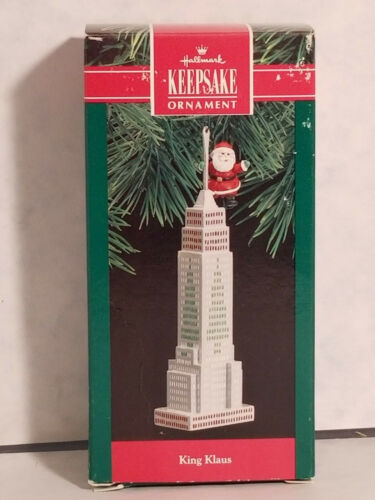 Hallmark
KEEPSAKE
ORNAMENT
King Klaus